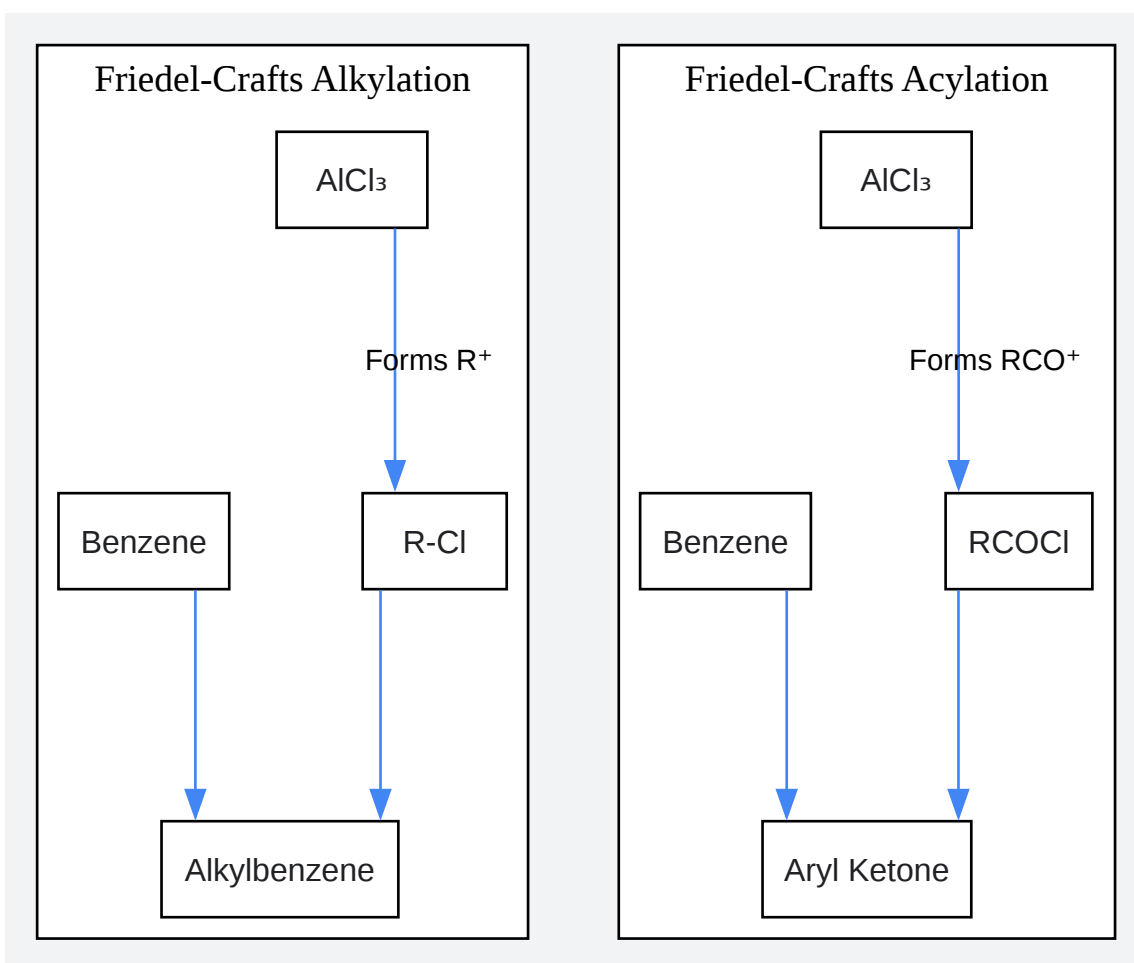 Friedel-Crafts Alkylation
AlCl₃
Forms R⁺
Benzene
R-Cl
Alkylbenzene
Friedel-Crafts Acylation
AlCl₃
Forms RCO⁺
Benzene
RCOCl
Aryl Ketone